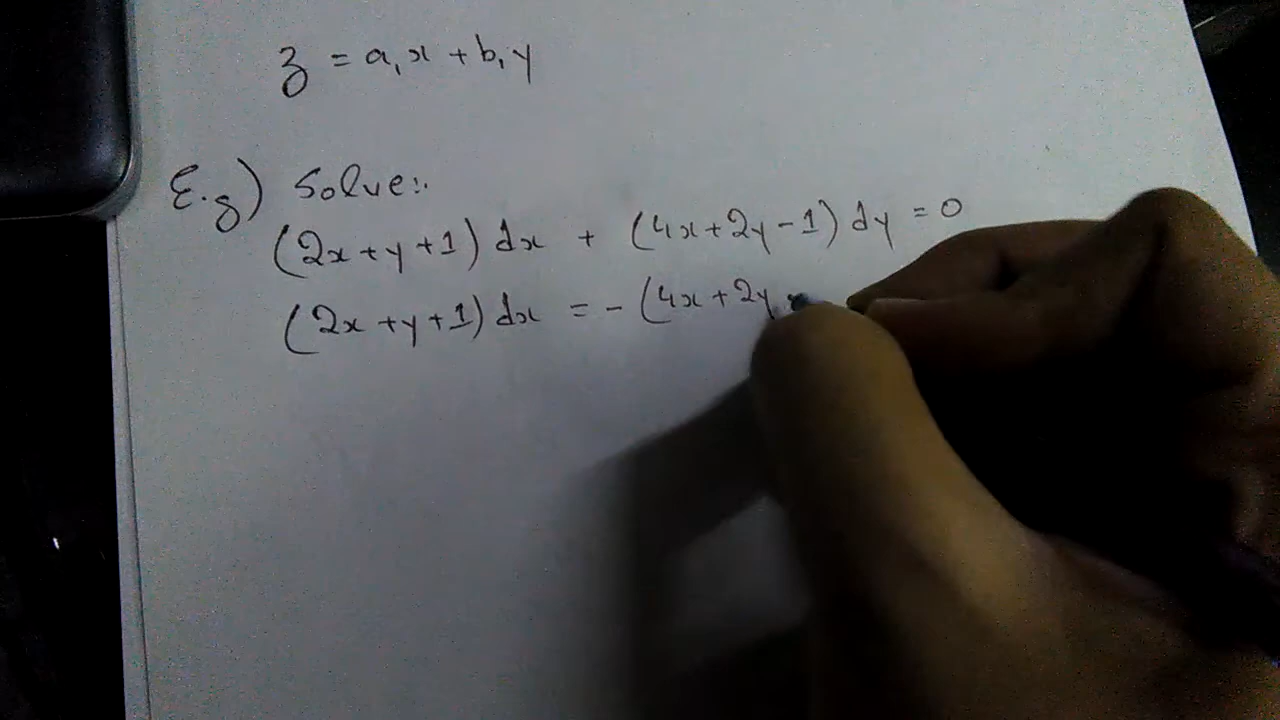 z = a₁x + b₁y
E.g) Solve:.
(2x+y+1) dx + (4x+2y-1) dy = 0
(2x+y+1) dx = - (4x+2y